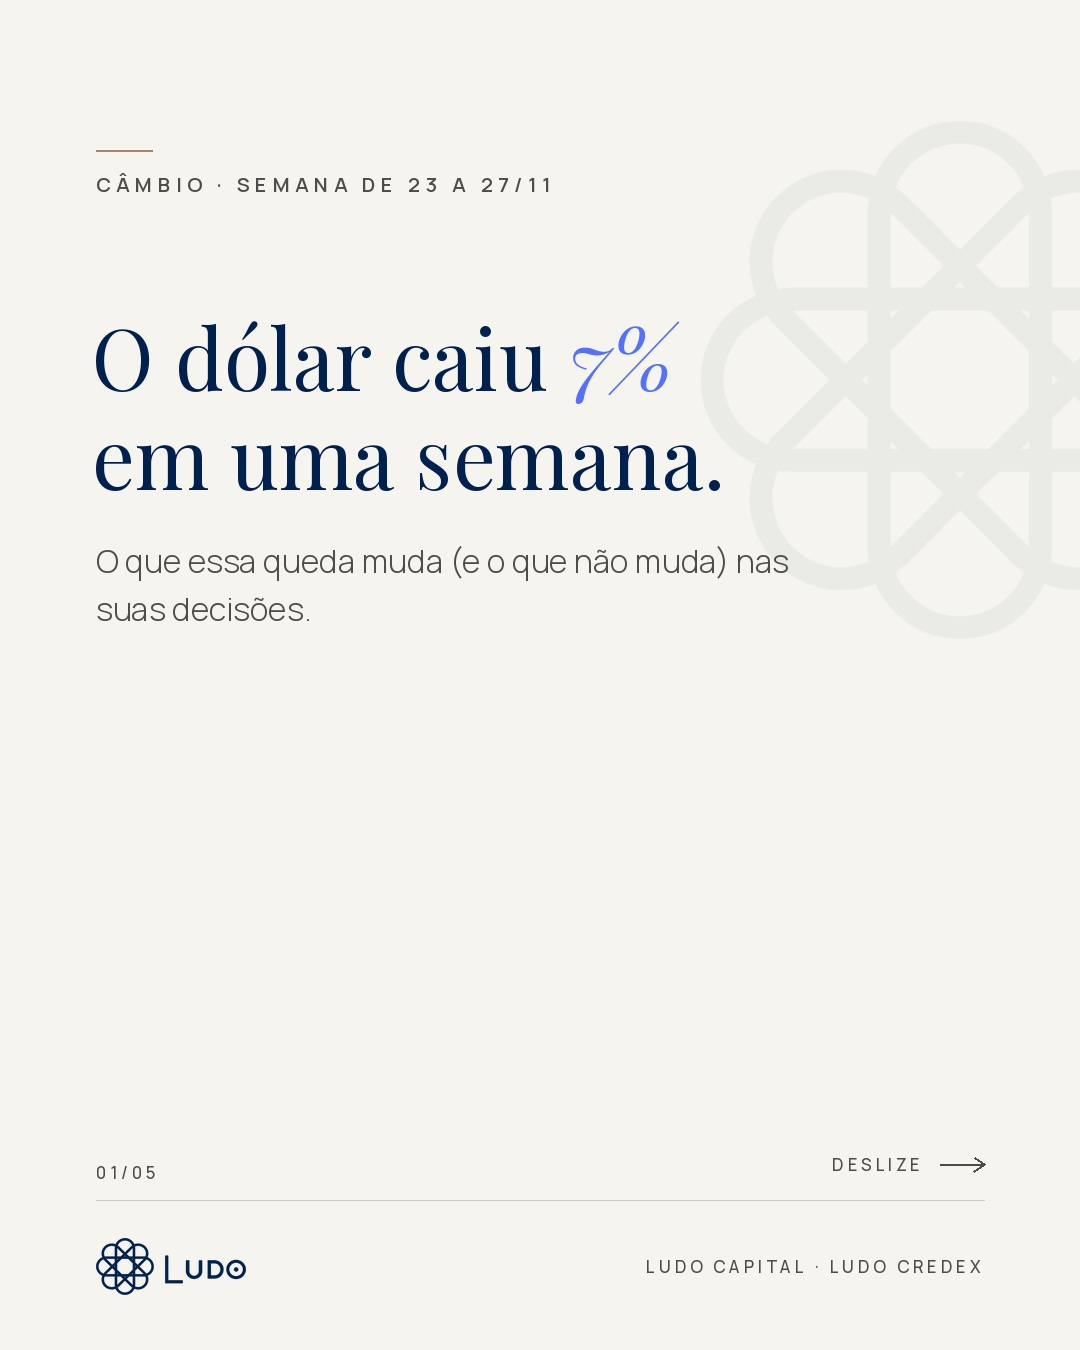 CÂMBIO · SEMANA DE 23 A 27/11
O dólar caiu 7%
em uma semana.
O que essa queda muda (e o que não muda) nas
suas decisões.
01/05
DESLIZE
LUDO
LUDO CAPITAL · LUDO CREDEX